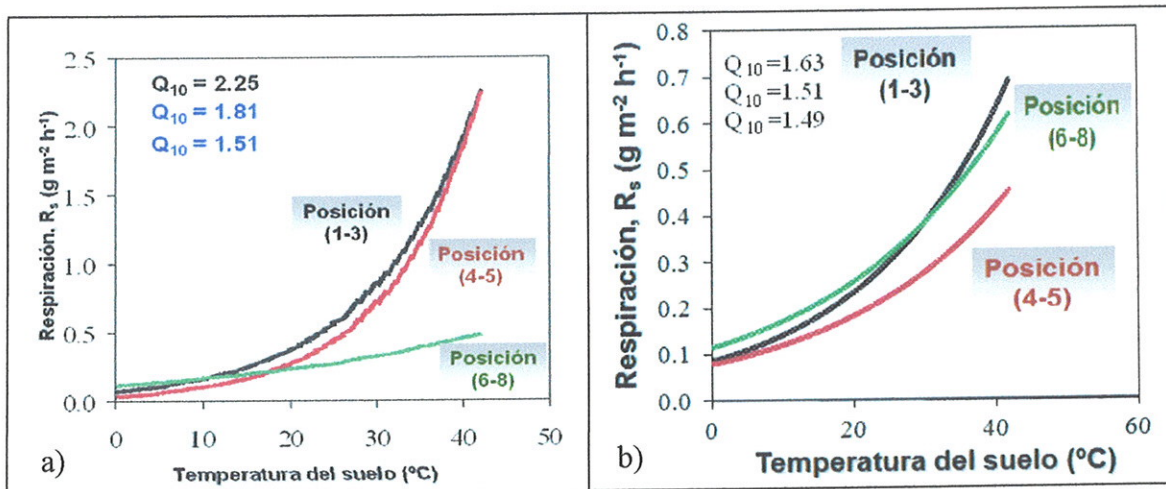 Q10 = 2.25
Q10 = 1.81
Q10 = 1.51
Respiración, Rs (g m-2 h-1)
2.5
2.0
1.5
1.0
0.5
0.0
Posición
(1-3)
Posición
(4-5)
Posición
(6-8)
0 10 20 30 40 50
a)
Temperatura del suelo (ºC)
Q10 =1.63
Q10 =1.51
Q10 =1.49
Respiración, Rs (g m-2 h-1)
0.8
0.7
0.6
0.5
0.4
0.3
0.2
0.1
0.0
Posición
(1-3)
Posición
(6-8)
Posición
(4-5)
0 20 40 60
b)
Temperatura del suelo (ºC)